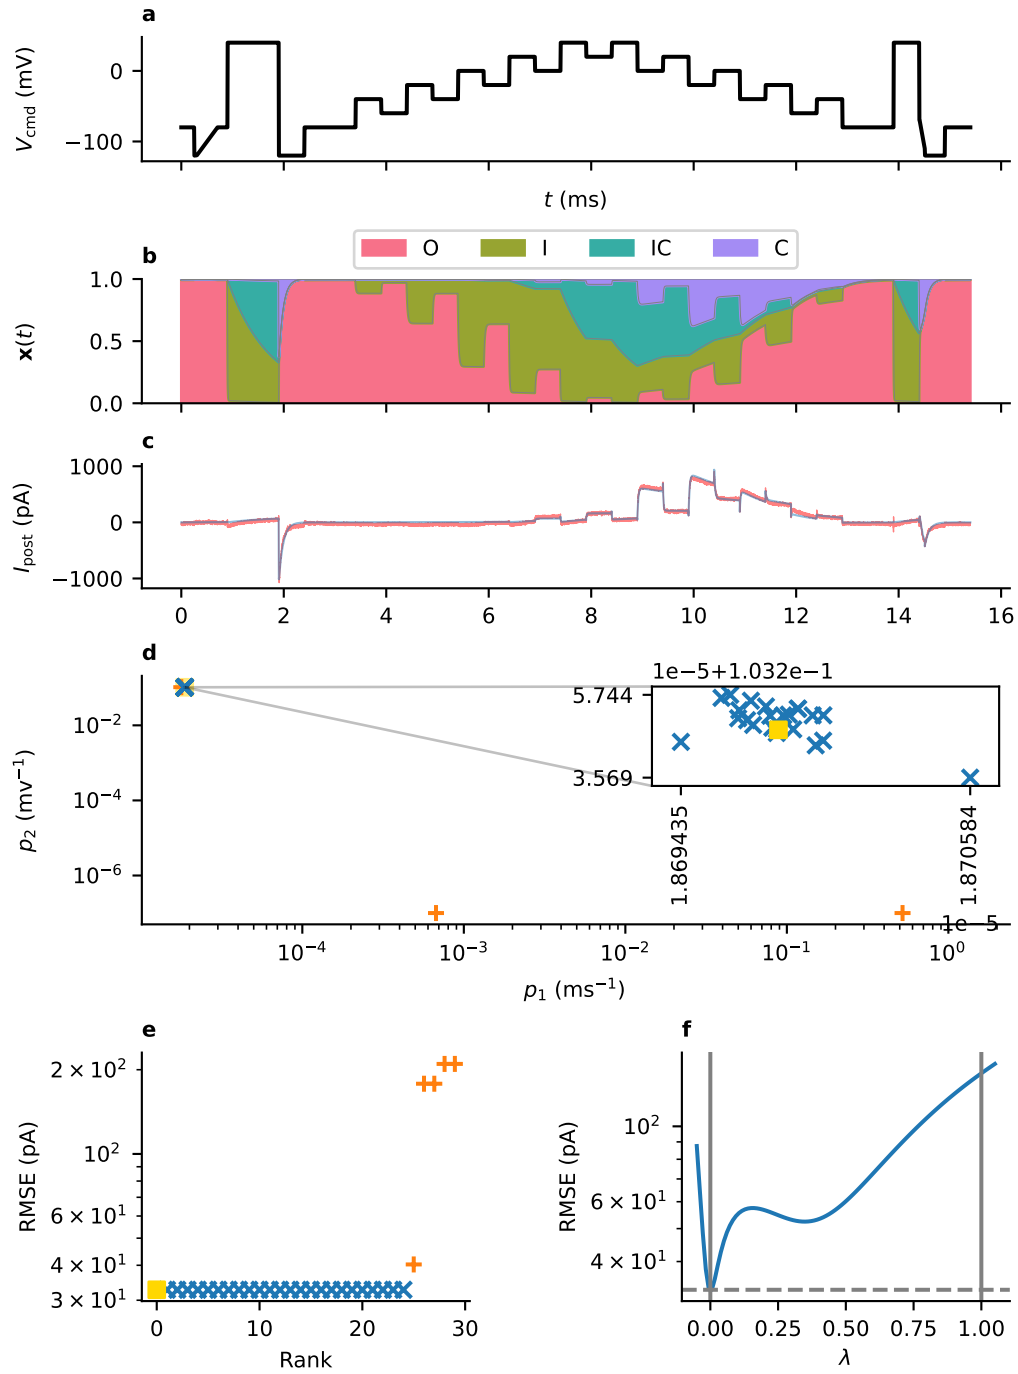 a
V_cmd (mV)
0
−100
t (ms)
O I IC C
b
x(t)
1.0
0.5
0.0
c
I_post (pA)
1000
0
−1000
0 2 4 6 8 10 12 14 16
d
p_2 (mv^−1)
10^−2
10^−4
10^−6
1e−5+1.032e−1
5.744
3.569
1.869435
1.870584
1e−5
10^−4 10^−3 10^−2 10^−1 10^0
p_1 (ms^−1)
e
RMSE (pA)
2 × 10^2
10^2
6 × 10^1
4 × 10^1
3 × 10^1
0 10 20 30
Rank
f
RMSE (pA)
10^2
6 × 10^1
4 × 10^1
0.00 0.25 0.50 0.75 1.00
λ